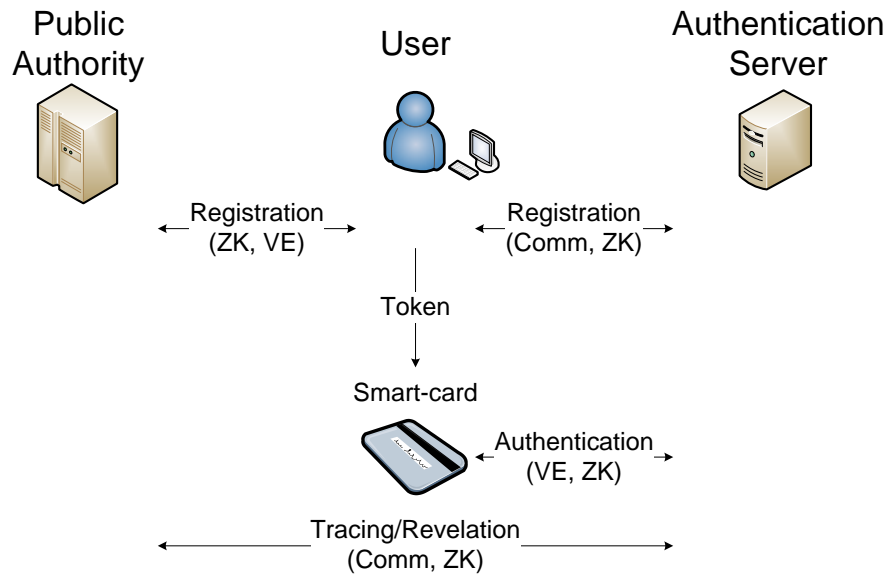 Public
Authority
User
Authentication
Server
Registration
(ZK, VE)
Registration
(Comm, ZK)
Token
Smart-card
Authentication
(VE, ZK)
Tracing/Revelation
(Comm, ZK)